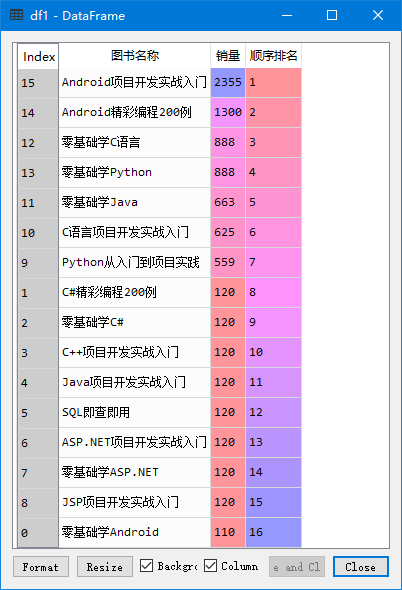 df1 - DataFrame
Index 图书名称 销量 顺序排名
15 Android项目开发实战入门 2355 1
14 Android精彩编程200例 1300 2
12 零基础学C语言 888 3
13 零基础学Python 888 4
11 零基础学Java 663 5
10 C语言项目开发实战入门 625 6
9 Python从入门到项目实践 559 7
1 C#精彩编程200例 120 8
2 零基础学C# 120 9
3 C++项目开发实战入门 120 10
4 Java项目开发实战入门 120 11
5 SQL即查即用 120 12
6 ASP.NET项目开发实战入门 120 13
7 零基础学ASP.NET 120 14
8 JSP项目开发实战入门 120 15
0 零基础学Android 110 16
Format Resize Backgro Column e and Cl Close